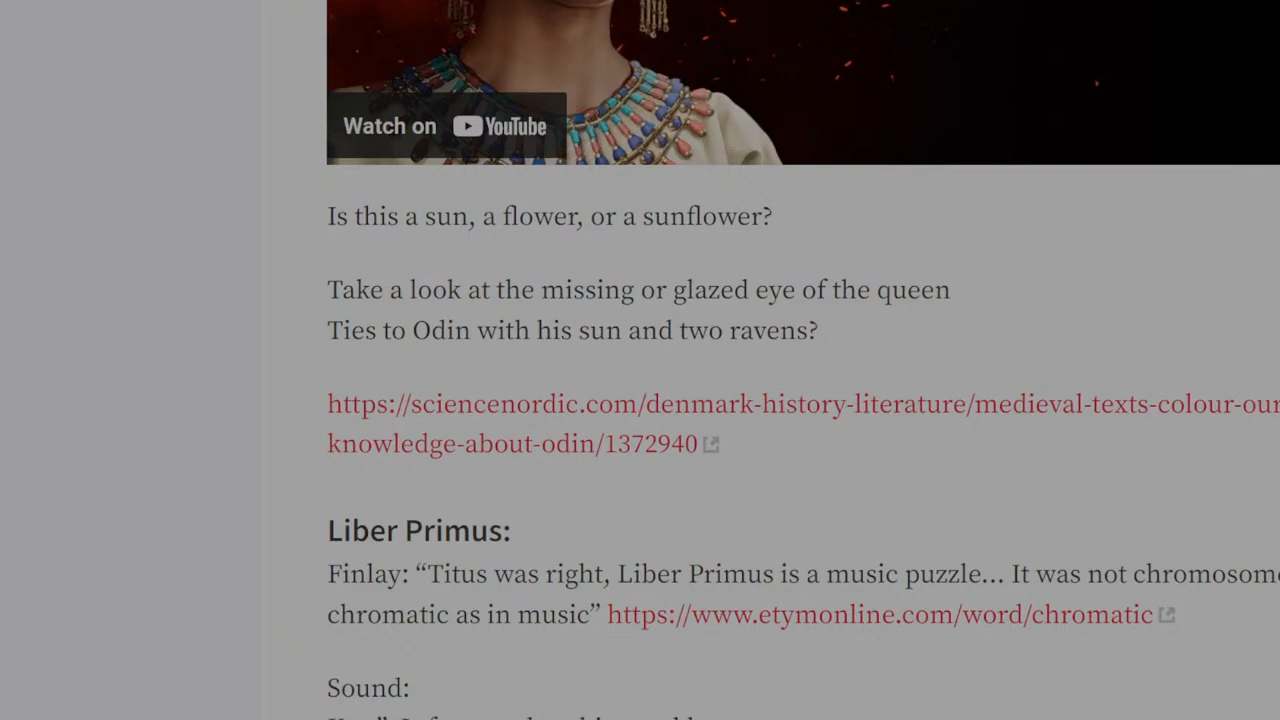 Watch on YouTube
Is this a sun, a flower, or a sunflower?
Take a look at the missing or glazed eye of the queen
Ties to Odin with his sun and two ravens?
https://sciencenordic.com/denmark-history-literature/medieval-texts-colour-our
knowledge-about-odin/1372940
Liber Primus:
Finlay: “Titus was right, Liber Primus is a music puzzle… It was not chromosome
chromatic as in music” https://www.etymonline.com/word/chromatic
Sound: